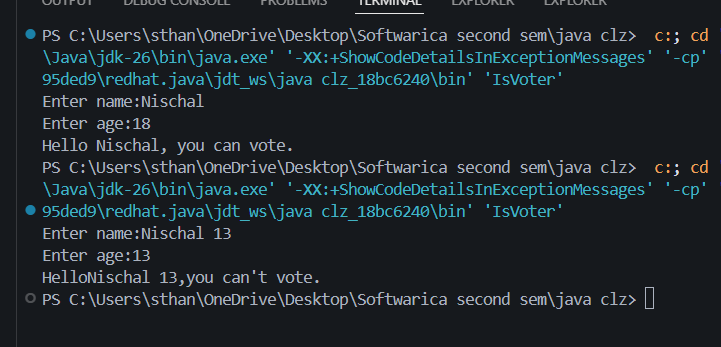 OUTPUT DEBUG CONSOLE PROBLEMS TERMINAL EXPLORER EXPLORER
PS C:\Users\sthan\OneDrive\Desktop\Softwarica second sem\java clz>  c:; cd
\Java\jdk-26\bin\java.exe' '-XX:+ShowCodeDetailsInExceptionMessages' '-cp'
95ded9\redhat.java\jdt_ws\java clz_18bc6240\bin' 'IsVoter'
Enter name:Nischal
Enter age:18
Hello Nischal, you can vote.
PS C:\Users\sthan\OneDrive\Desktop\Softwarica second sem\java clz>  c:; cd
\Java\jdk-26\bin\java.exe' '-XX:+ShowCodeDetailsInExceptionMessages' '-cp'
95ded9\redhat.java\jdt_ws\java clz_18bc6240\bin' 'IsVoter'
Enter name:Nischal 13
Enter age:13
HelloNischal 13,you can't vote.
PS C:\Users\sthan\OneDrive\Desktop\Softwarica second sem\java clz>